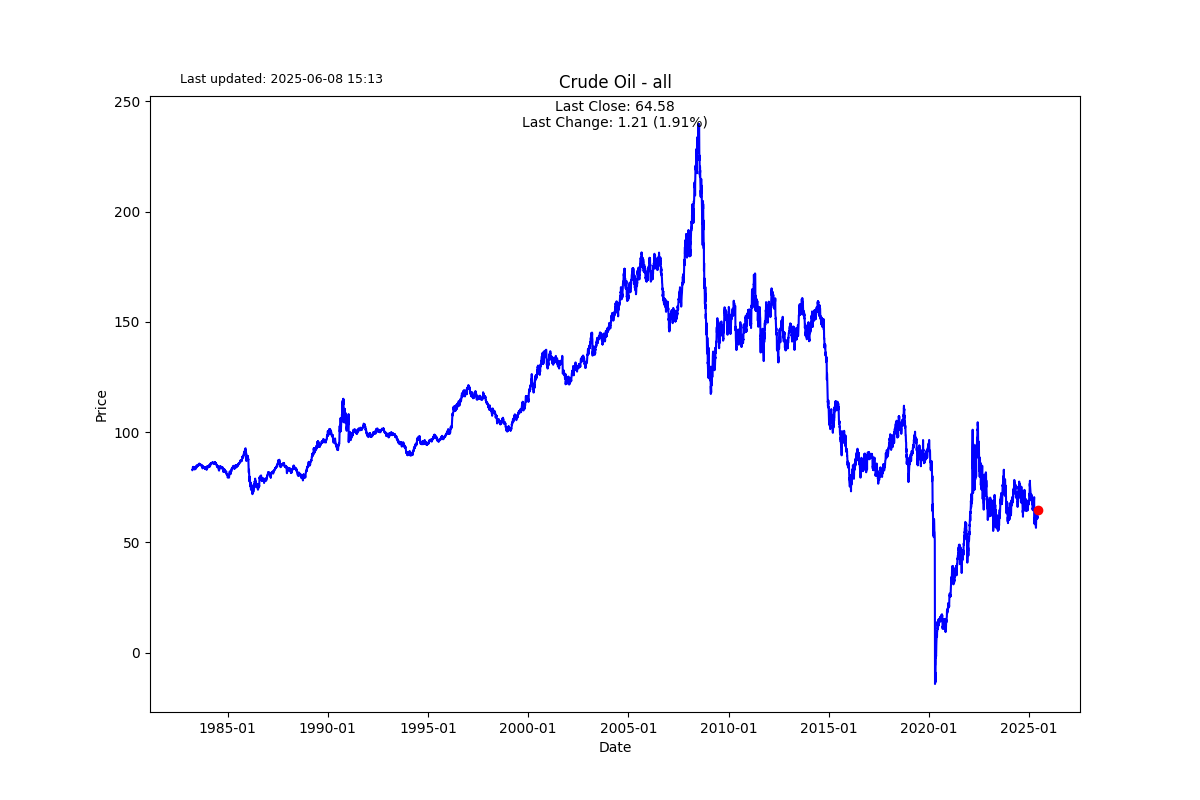 Last updated: 2025-06-08 15:13
Crude Oil - all
Last Close: 64.58
Last Change: 1.21 (1.91%)
250
200
150
100
50
0
Price
1985-01
1990-01
1995-01
2000-01
2005-01
2010-01
2015-01
2020-01
2025-01
Date